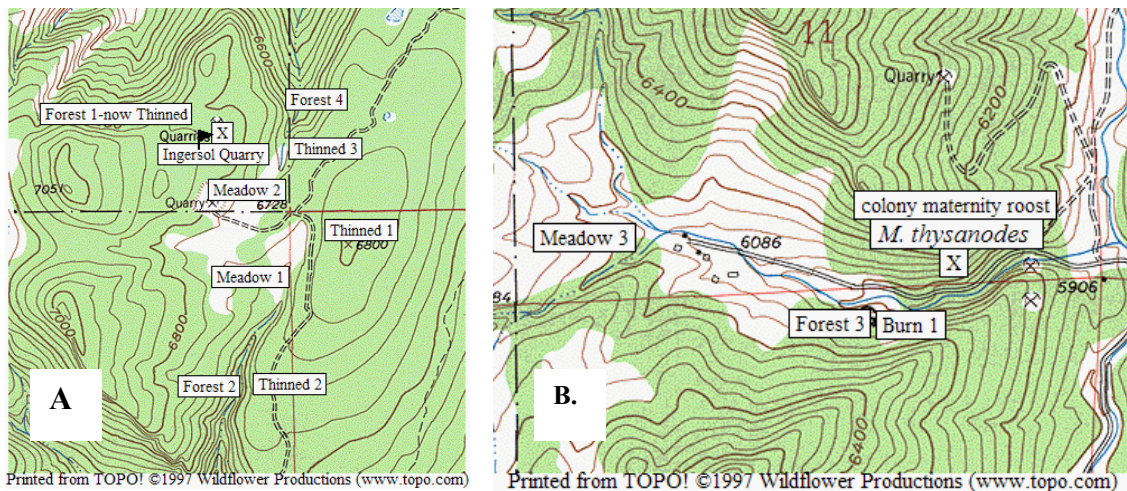 6600
Forest 4
Forest 1-now Thinned
Quarries
X
Thinned 3
Ingersol Quarry
7051
Meadow 2
Quarry
6728
Thinned 1
6800
Meadow 1
7000
6800
Forest 2
Thinned 2
A
Printed from TOPO! ©1997 Wildflower Productions (www.topo.com)
11
Quarry
6400
6200
colony maternity roost
M. thysanodes
Meadow 3
6086
X
5906
84
Forest 3
Burn 1
B.
6400
Printed from TOPO! ©1997 Wildflower Productions (www.topo.com)